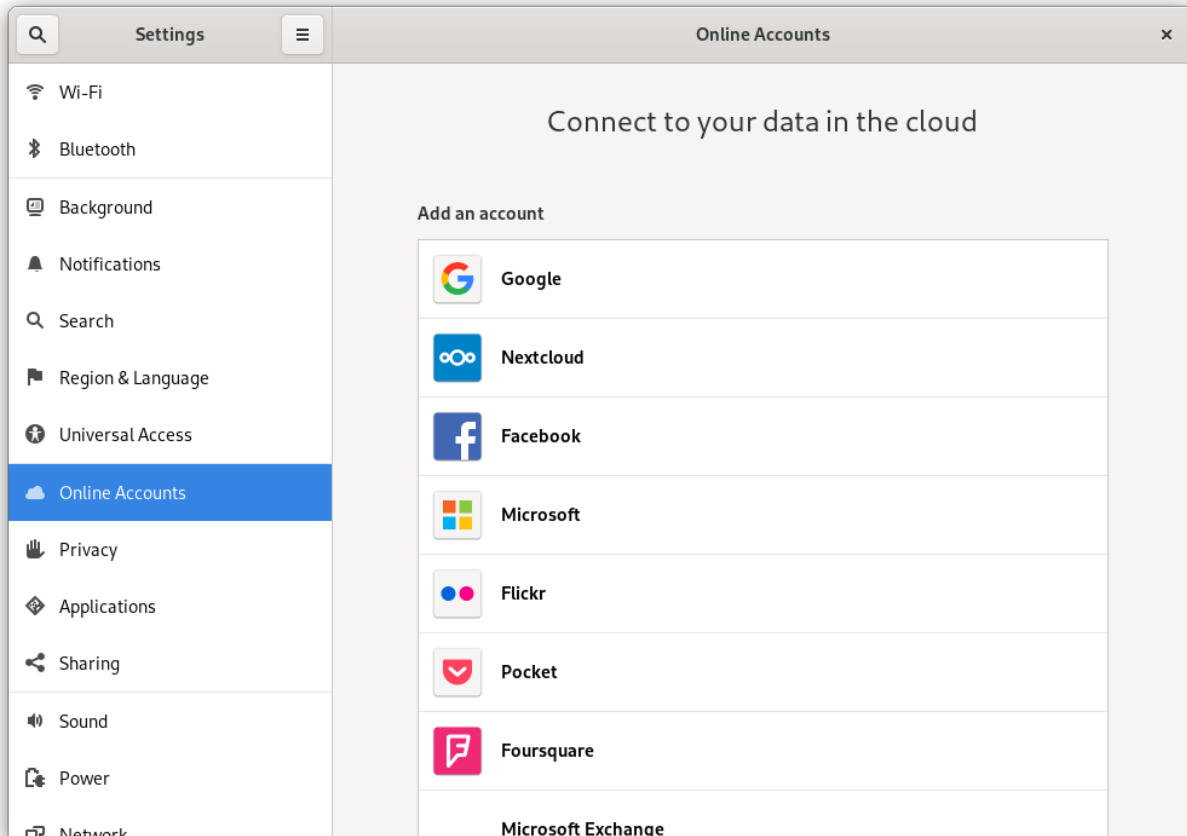 Settings
Online Accounts
Wi-Fi
Bluetooth
Background
Notifications
Search
Region & Language
Universal Access
Online Accounts
Privacy
Applications
Sharing
Sound
Power
Network
Connect to your data in the cloud
Add an account
Google
Nextcloud
Facebook
Microsoft
Flickr
Pocket
Foursquare
Microsoft Exchange